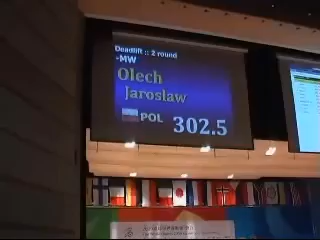 Deadlift :: 2 round
-MW
Olech
Jaroslaw
POL 302.5